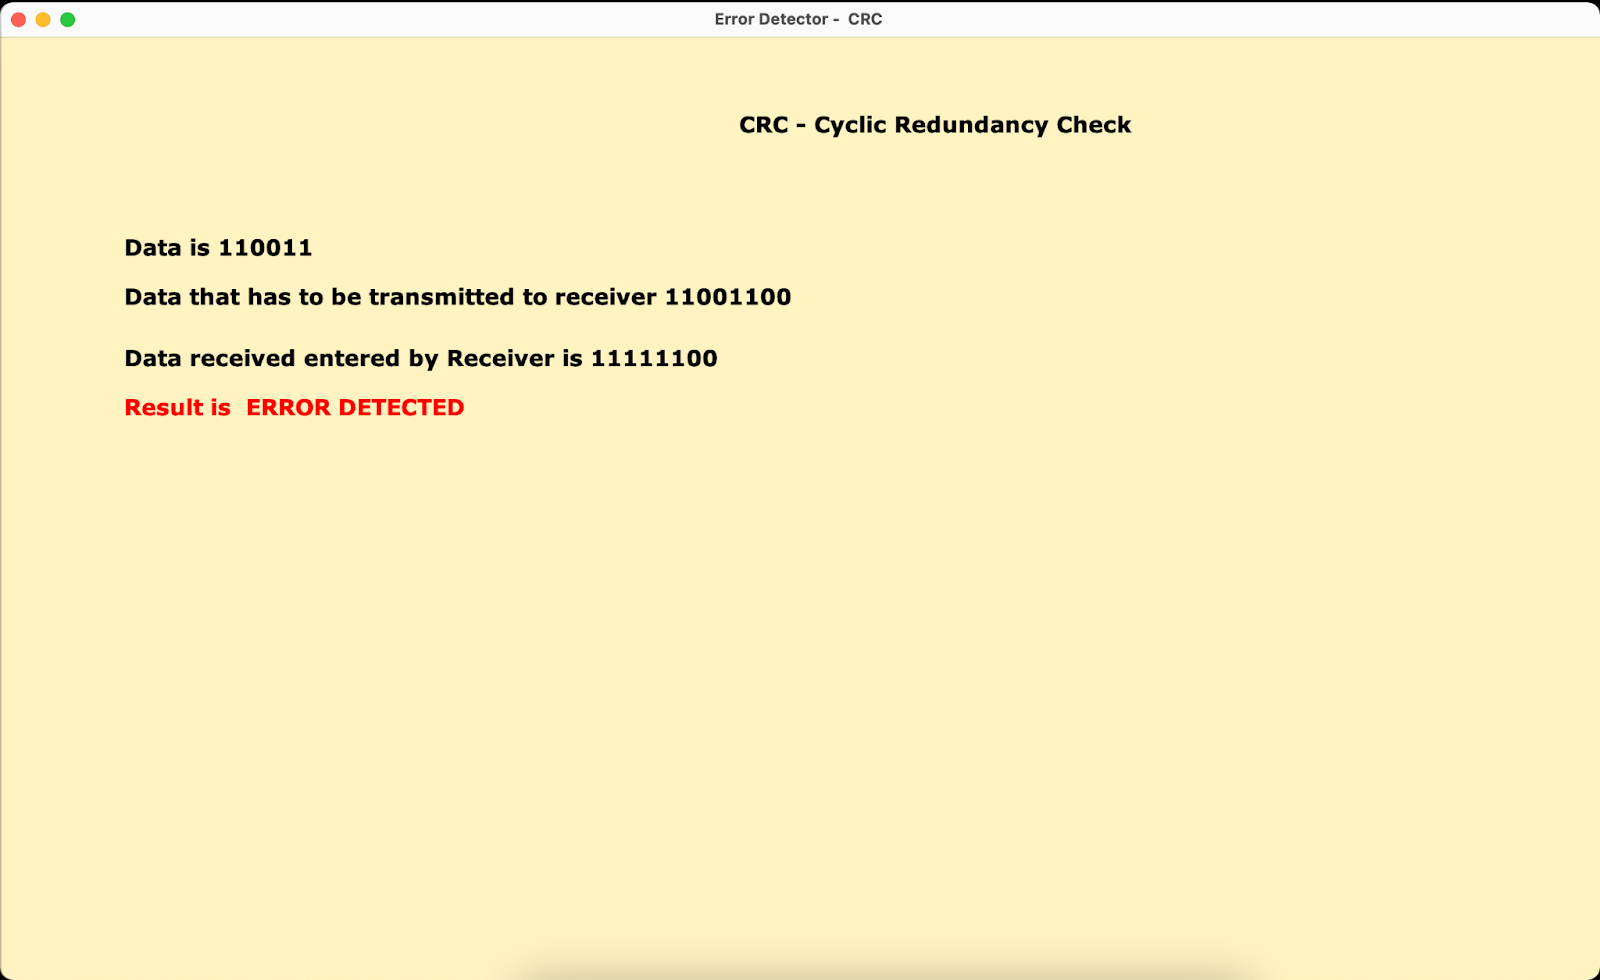 Error Detector -  CRC
CRC - Cyclic Redundancy Check
Data is 110011
Data that has to be transmitted to receiver 11001100
Data received entered by Receiver is 11111100
Result is  ERROR DETECTED